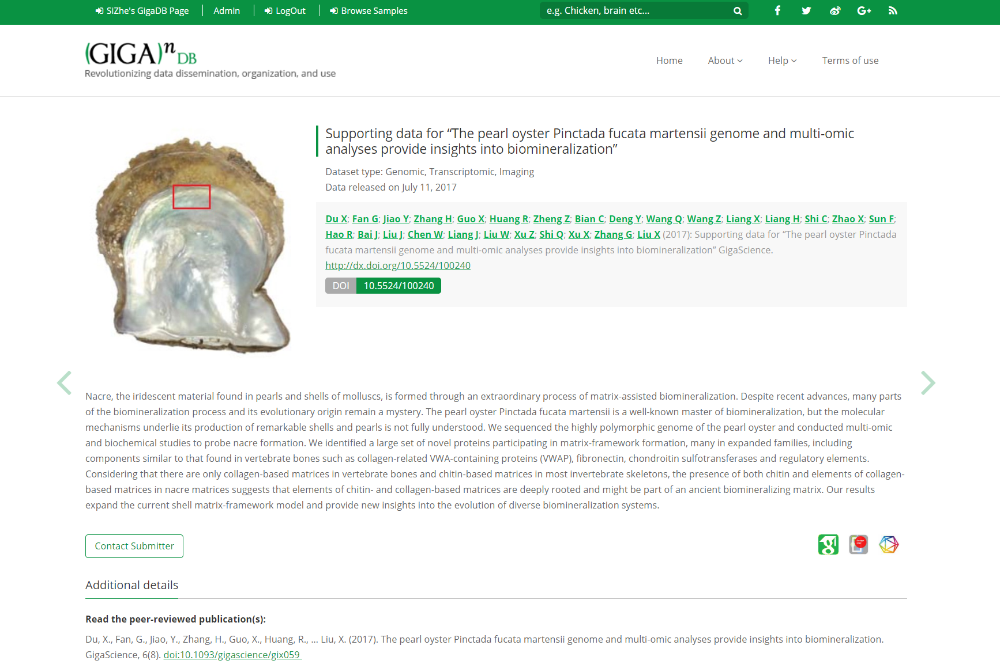 SiZhe's GigaDB Page Admin LogOut Browse Samples e.g. Chicken, brain etc...
(GIGA)n DB
Revolutionizing data dissemination, organization, and use
Home About Help Terms of use
Supporting data for “The pearl oyster Pinctada fucata martensii genome and multi-omic
analyses provide insights into biomineralization”
Dataset type: Genomic, Transcriptomic, Imaging
Data released on July 11, 2017
Du X; Fan G; Jiao Y; Zhang H; Guo X; Huang R; Zheng Z; Bian C; Deng Y; Wang Q; Wang Z; Liang X; Liang H; Shi C; Zhao X; Sun F;
Hao R; Bai J; Liu J; Chen W; Liang J; Liu W; Xu Z; Shi Q; Xu X; Zhang G; Liu X (2017): Supporting data for “The pearl oyster Pinctada
fucata martensii genome and multi-omic analyses provide insights into biomineralization” GigaScience.
http://dx.doi.org/10.5524/100240
DOI 10.5524/100240
Nacre, the iridescent material found in pearls and shells of molluscs, is formed through an extraordinary process of matrix-assisted biomineralization. Despite recent advances, many parts
of the biomineralization process and its evolutionary origin remain a mystery. The pearl oyster Pinctada fucata martensii is a well-known master of biomineralization, but the molecular
mechanisms underlie its production of remarkable shells and pearls is not fully understood. We sequenced the highly polymorphic genome of the pearl oyster and conducted multi-omic
and biochemical studies to probe nacre formation. We identified a large set of novel proteins participating in matrix-framework formation, many in expanded families, including
components similar to that found in vertebrate bones such as collagen-related VWA-containing proteins (VWAP), fibronectin, chondroitin sulfotransferases and regulatory elements.
Considering that there are only collagen-based matrices in vertebrate bones and chitin-based matrices in most invertebrate skeletons, the presence of both chitin and elements of collagen-
based matrices in nacre matrices suggests that elements of chitin- and collagen-based matrices are deeply rooted and might be part of an ancient biomineralizing matrix. Our results
expand the current shell matrix-framework model and provide new insights into the evolution of diverse biomineralization systems.
Contact Submitter
Additional details
Read the peer-reviewed publication(s):
Du, X., Fan, G., Jiao, Y., Zhang, H., Guo, X., Huang, R., ... Liu, X. (2017). The pearl oyster Pinctada fucata martensii genome and multi-omic analyses provide insights into biomineralization.
GigaScience, 6(8). doi:10.1093/gigascience/gix059